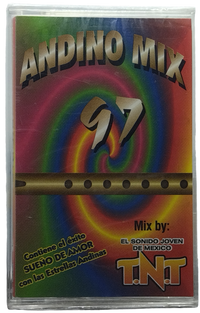 ANDINO MIX
97
Contiene el éxito
SUEÑO DE AMOR
con las Estrellas Andinas
Mix by:
EL SONIDO JOVEN
DE MEXICO
T.N.T